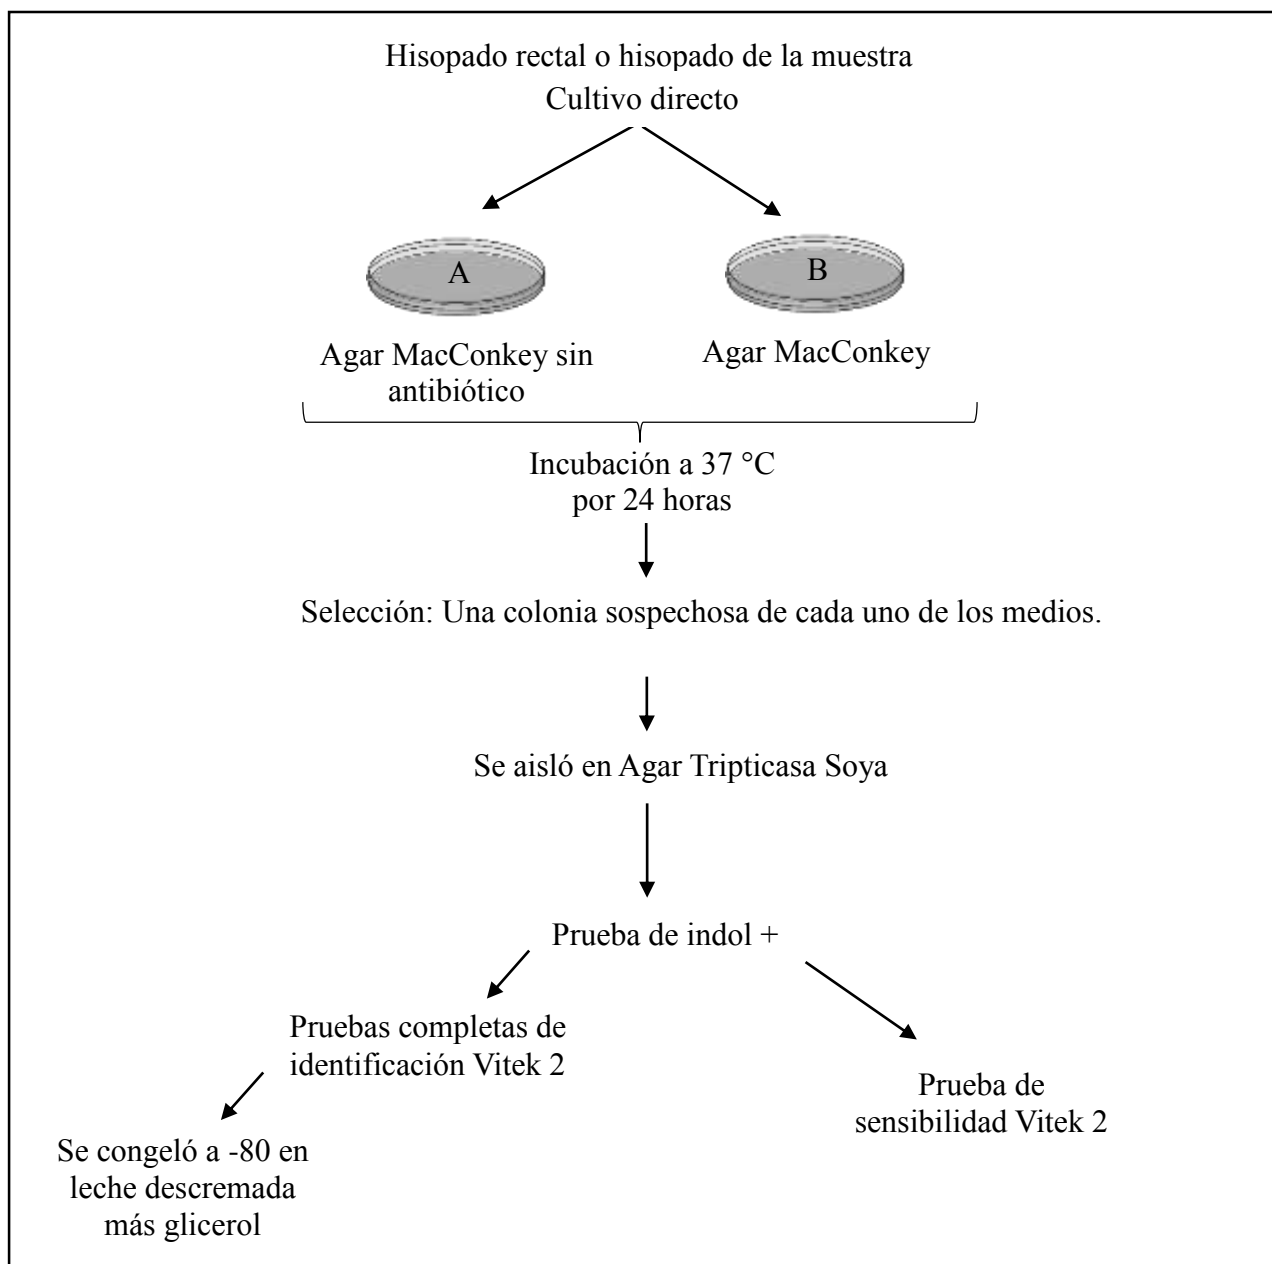 Hisopado rectal o hisopado de la muestra
Cultivo directo
A
B
Agar MacConkey sin
antibiótico
Agar MacConkey
Incubación a 37 °C
por 24 horas
Selección: Una colonia sospechosa de cada uno de los medios.
Se aisló en Agar Tripticasa Soya
Prueba de indol +
Pruebas completas de
identificación Vitek 2
Prueba de
sensibilidad Vitek 2
Se congeló a -80 en
leche descremada
más glicerol